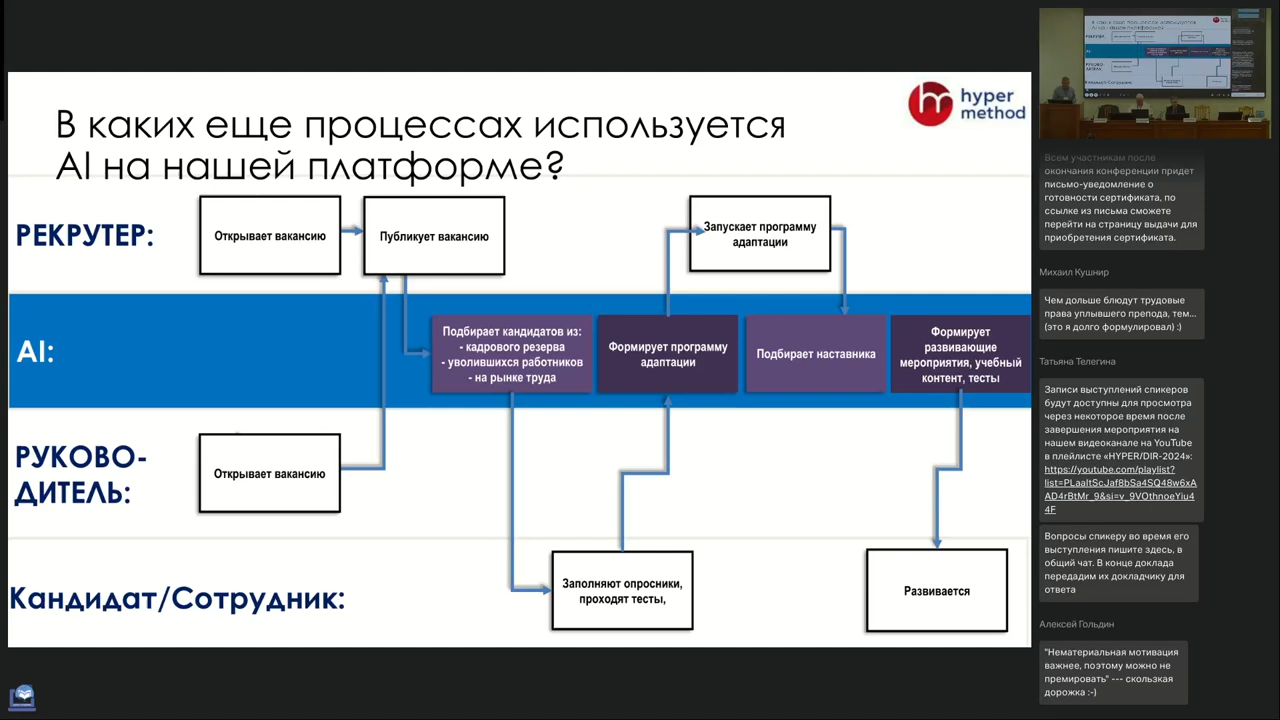 В каких еще процессах используется
AI на нашей платформе?
hyper
method
РЕКРУТЕР:
Открывает вакансию
Публикует вакансию
Запускает программу
адаптации
AI:
Подбирает кандидатов из:
- кадрового резерва
- уволившихся работников
- на рынке труда
Формирует программу
адаптации
Подбирает наставника
Формирует
развивающие
мероприятия, учебный
контент, тесты
РУКОВО-
ДИТЕЛЬ:
Открывает вакансию
Кандидат/Сотрудник:
Заполняют опросники,
проходят тесты,
Развивается
Всем участникам после
окончания конференции придет
письмо-уведомление о
готовности сертификата, по
ссылке из письма сможете
перейти на страницу выдачи для
приобретения сертификата.
Михаил Кушнир
Чем дольше блюдут трудовые
права уплывшего препода, тем...
(это я долго формулировал) :)
Татьяна Телегина
Записи выступлений спикеров
будут доступны для просмотра
через некоторое время после
завершения мероприятия на
нашем видеоканале на YouTube
в плейлисте «HYPER/DIR-2024»:
https://youtube.com/playlist?
list=PLaaltScJaf8bSa4SQ48w6xA
AD4rBtMr_9&si=v_9VOthnoeYiu4
4F
Вопросы спикеру во время его
выступления пишите здесь, в
общий чат. В конце доклада
передадим их докладчику для
ответа
Алексей Гольдин
"Нематериальная мотивация
важнее, поэтому можно не
премировать" --- скользкая
дорожка :-)